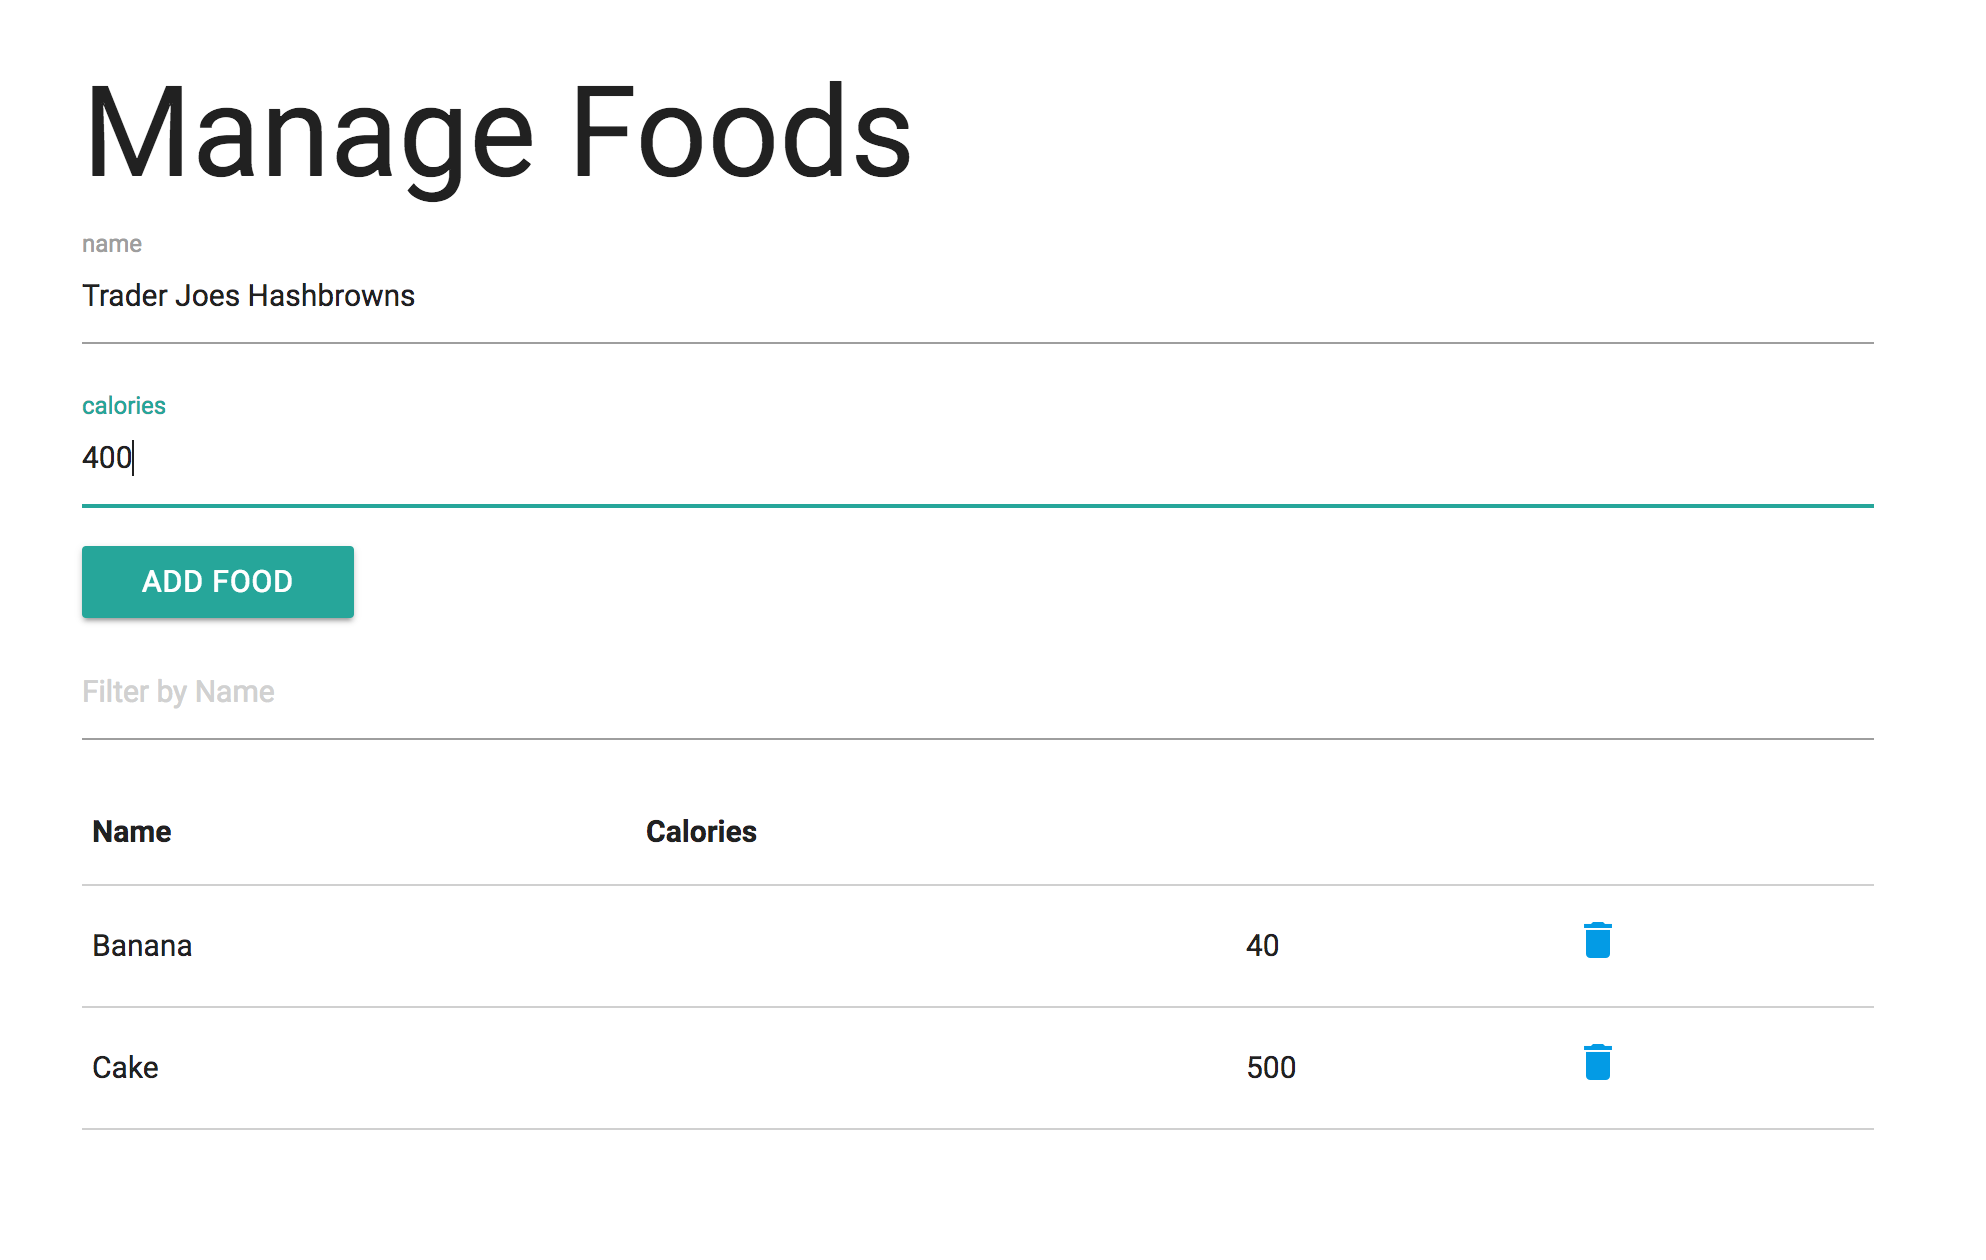 Manage Foods
name
Trader Joes Hashbrowns
calories
400
ADD FOOD
Filter by Name
Name Calories
Banana 40
Cake 500